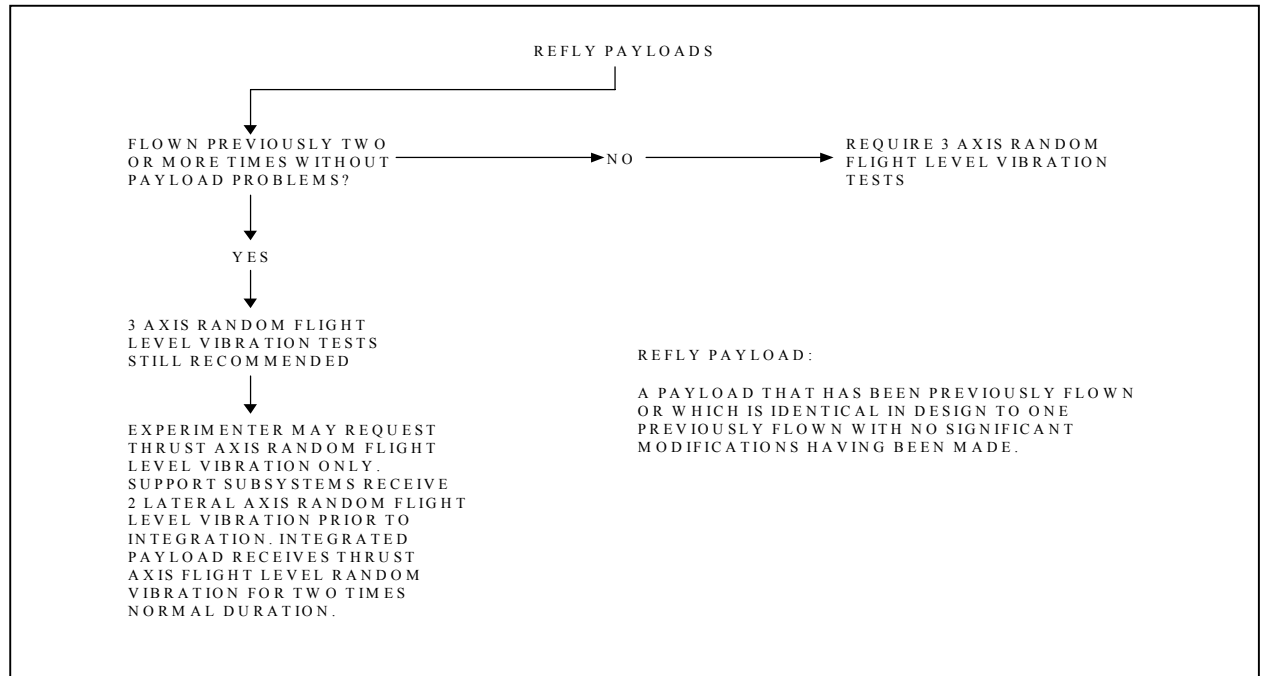 REFLY PAYLOADS
FLOWN PREVIOUSLY TWO
OR MORE TIMES WITHOUT
PAYLOAD PROBLEMS?
NO
REQUIRE 3 AXIS RANDOM
FLIGHT LEVEL VIBRATION
TESTS
YES
3 AXIS RANDOM FLIGHT
LEVEL VIBRATION TESTS
STILL RECOMMENDED
EXPERIMENTER MAY REQUEST
THRUST AXIS RANDOM FLIGHT
LEVEL VIBRATION ONLY.
SUPPORT SUBSYSTEMS RECEIVE
2 LATERAL AXIS RANDOM FLIGHT
LEVEL VIBRATION PRIOR TO
INTEGRATION. INTEGRATED
PAYLOAD RECEIVES THRUST
AXIS FLIGHT LEVEL RANDOM
VIBRATION FOR TWO TIMES
NORMAL DURATION.
REFLY PAYLOAD:
A PAYLOAD THAT HAS BEEN PREVIOUSLY FLOWN
OR WHICH IS IDENTICAL IN DESIGN TO ONE
PREVIOUSLY FLOWN WITH NO SIGNIFICANT
MODIFICATIONS HAVING BEEN MADE.